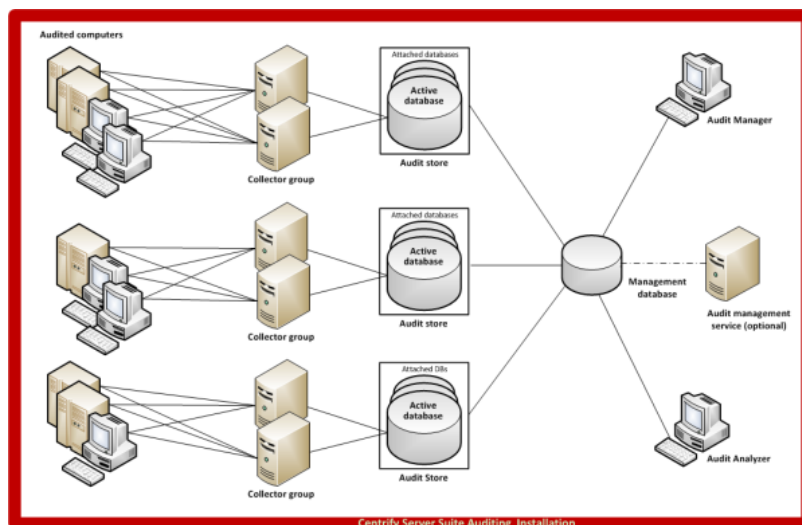 Audited computers
Attached databases
Active
database
Audit store
Collector group
Audit Manager
Attached databases
Active
database
Audit store
Collector group
Management
database
Audit management
service (optional)
Attached DBs
Active
database
Audit Store
Collector group
Audit Analyzer
Centrify Server Suite Auditing Installation